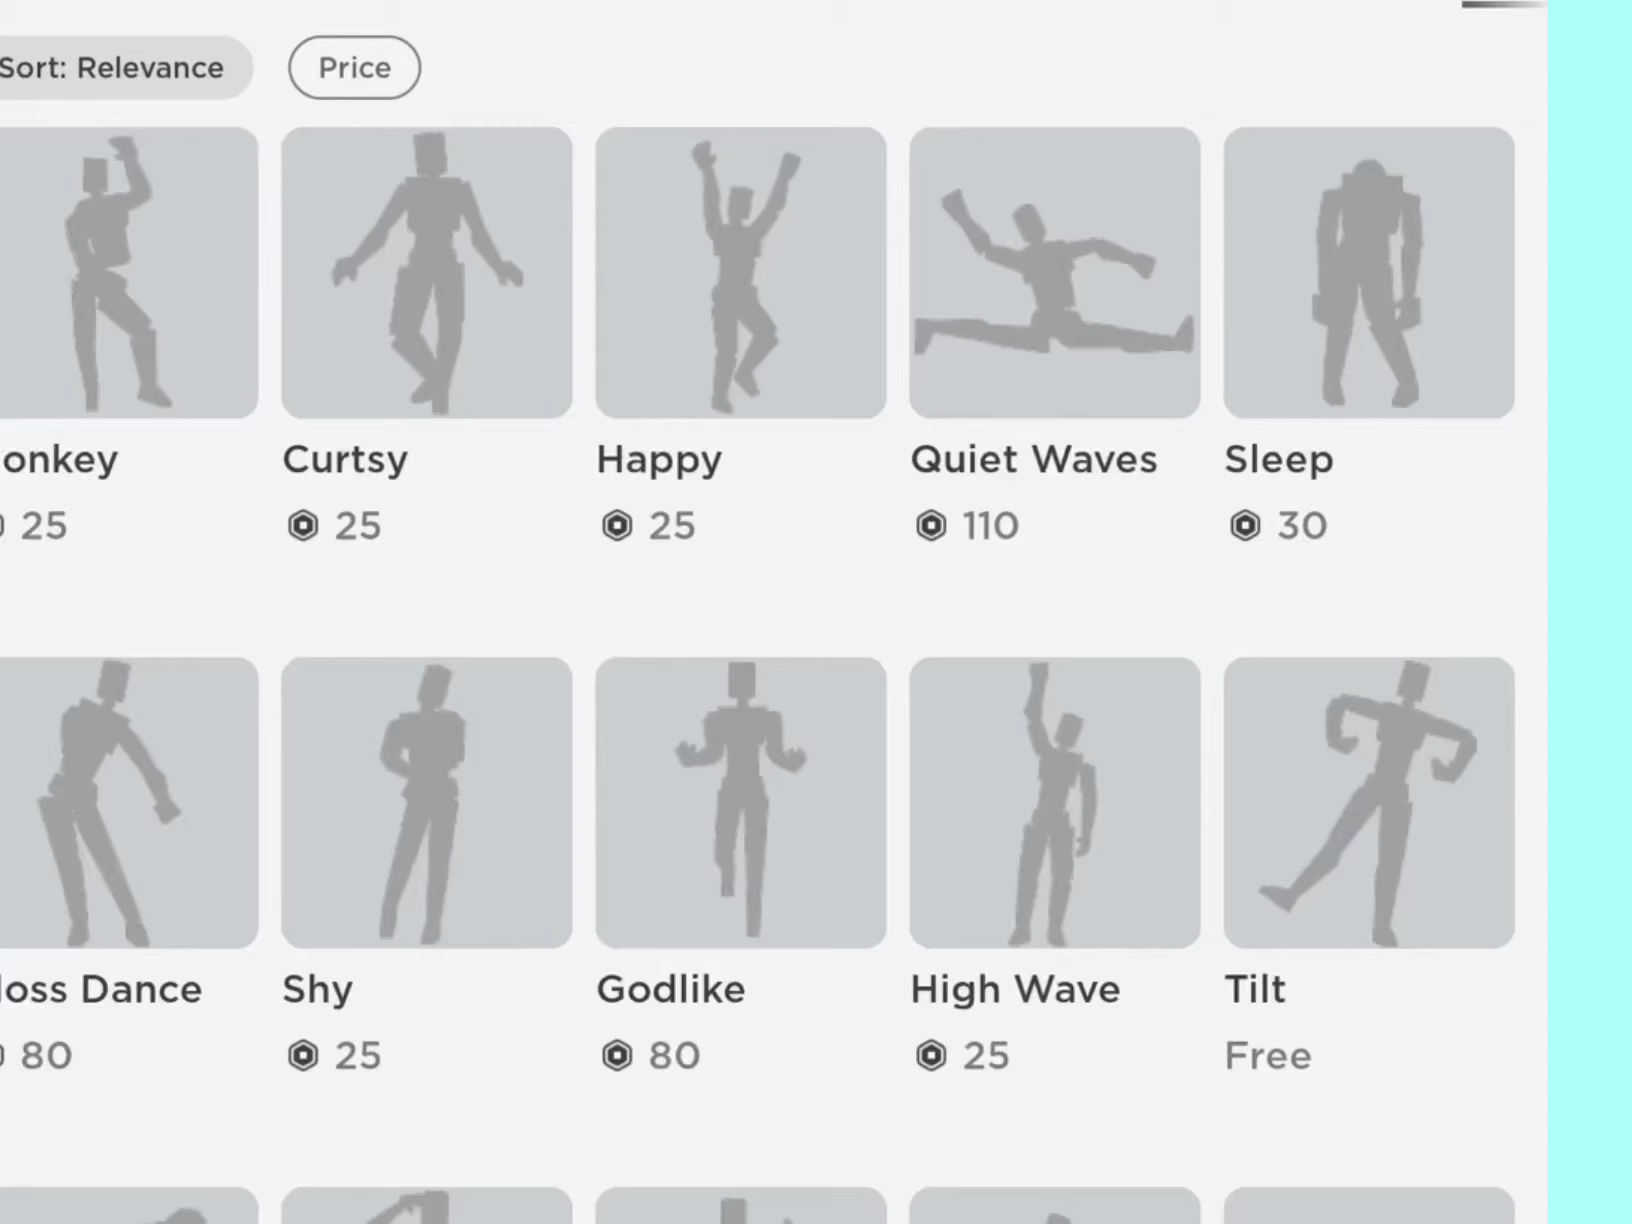 Sort: Relevance Price
onkey Curtsy Happy Quiet Waves Sleep
25 25 25 110 30
loss Dance Shy Godlike High Wave Tilt
80 25 80 25 Free